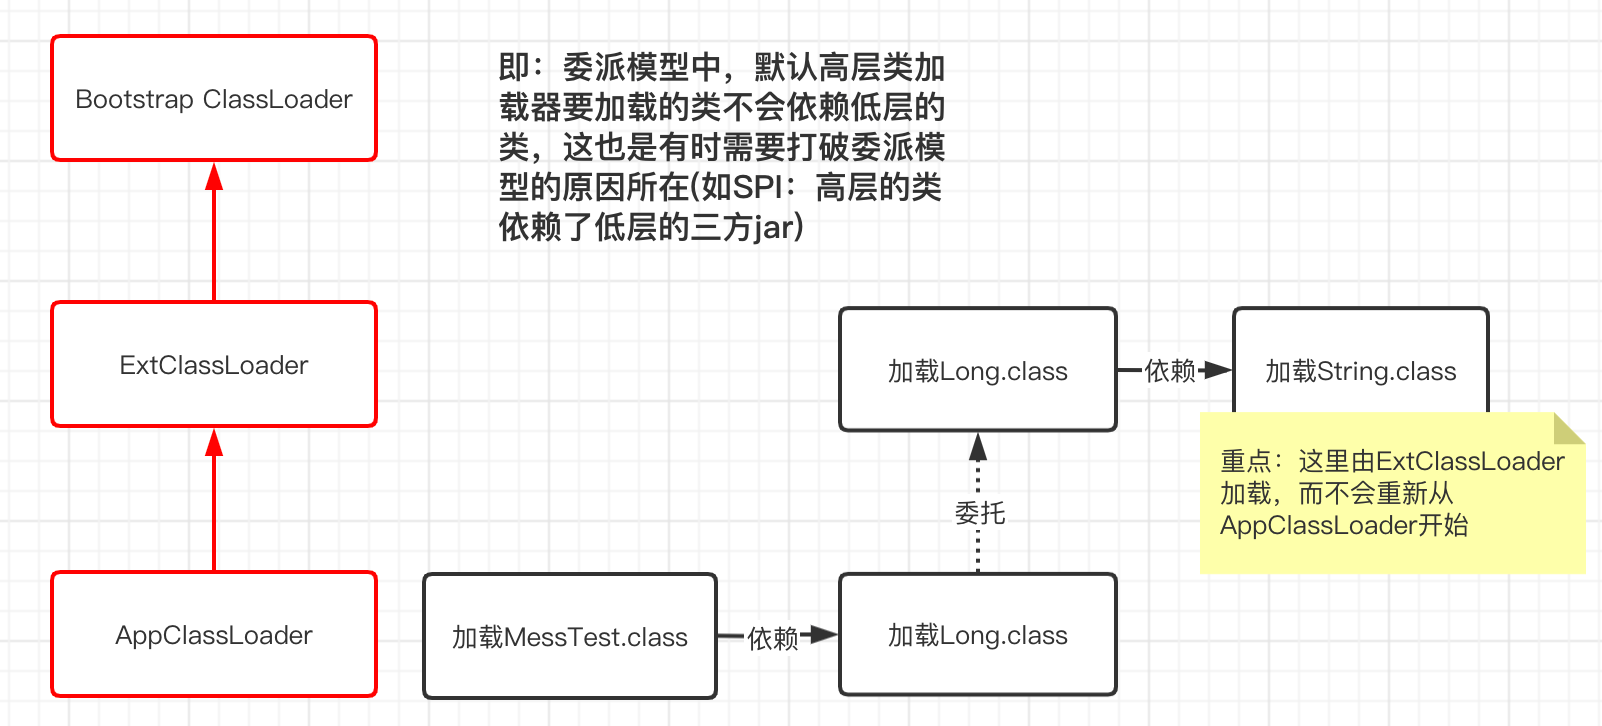 Bootstrap ClassLoader
即：委派模型中，默认高层类加
载器要加载的类不会依赖低层的
类，这也是有时需要打破委派模
型的原因所在(如SPI：高层的类
依赖了低层的三方jar)
ExtClassLoader
加载Long.class
依赖
加载String.class
重点：这里由ExtClassLoader
加载，而不会重新从
AppClassLoader开始
委托
AppClassLoader
加载MessTest.class
依赖
加载Long.class